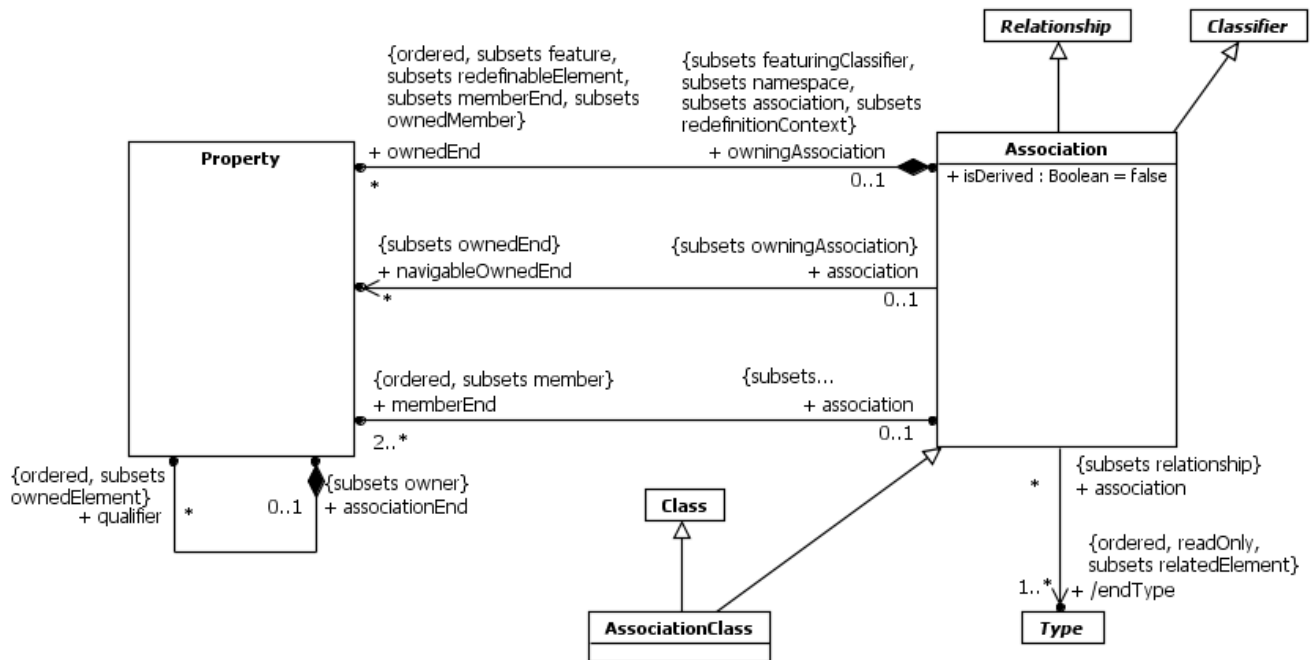 Relationship
Classifier
{ordered, subsets feature,
subsets redefinableElement,
subsets memberEnd, subsets
ownedMember}
{subsets featuringClassifier,
subsets namespace,
subsets association, subsets
redefinitionContext}
Property
+ ownedEnd
*
+ owningAssociation
0..1
Association
+ isDerived : Boolean = false
{subsets ownedEnd}
+ navigableOwnedEnd
*
{subsets owningAssociation}
+ association
0..1
{ordered, subsets member}
+ memberEnd
2..*
{subsets...
+ association
0..1
{ordered, subsets
ownedElement}
+ qualifier
*
0..1
{subsets owner}
+ associationEnd
{subsets relationship}
+ association
*
Class
{ordered, readOnly,
subsets relatedElement}
+ /endType
1..*
AssociationClass
Type